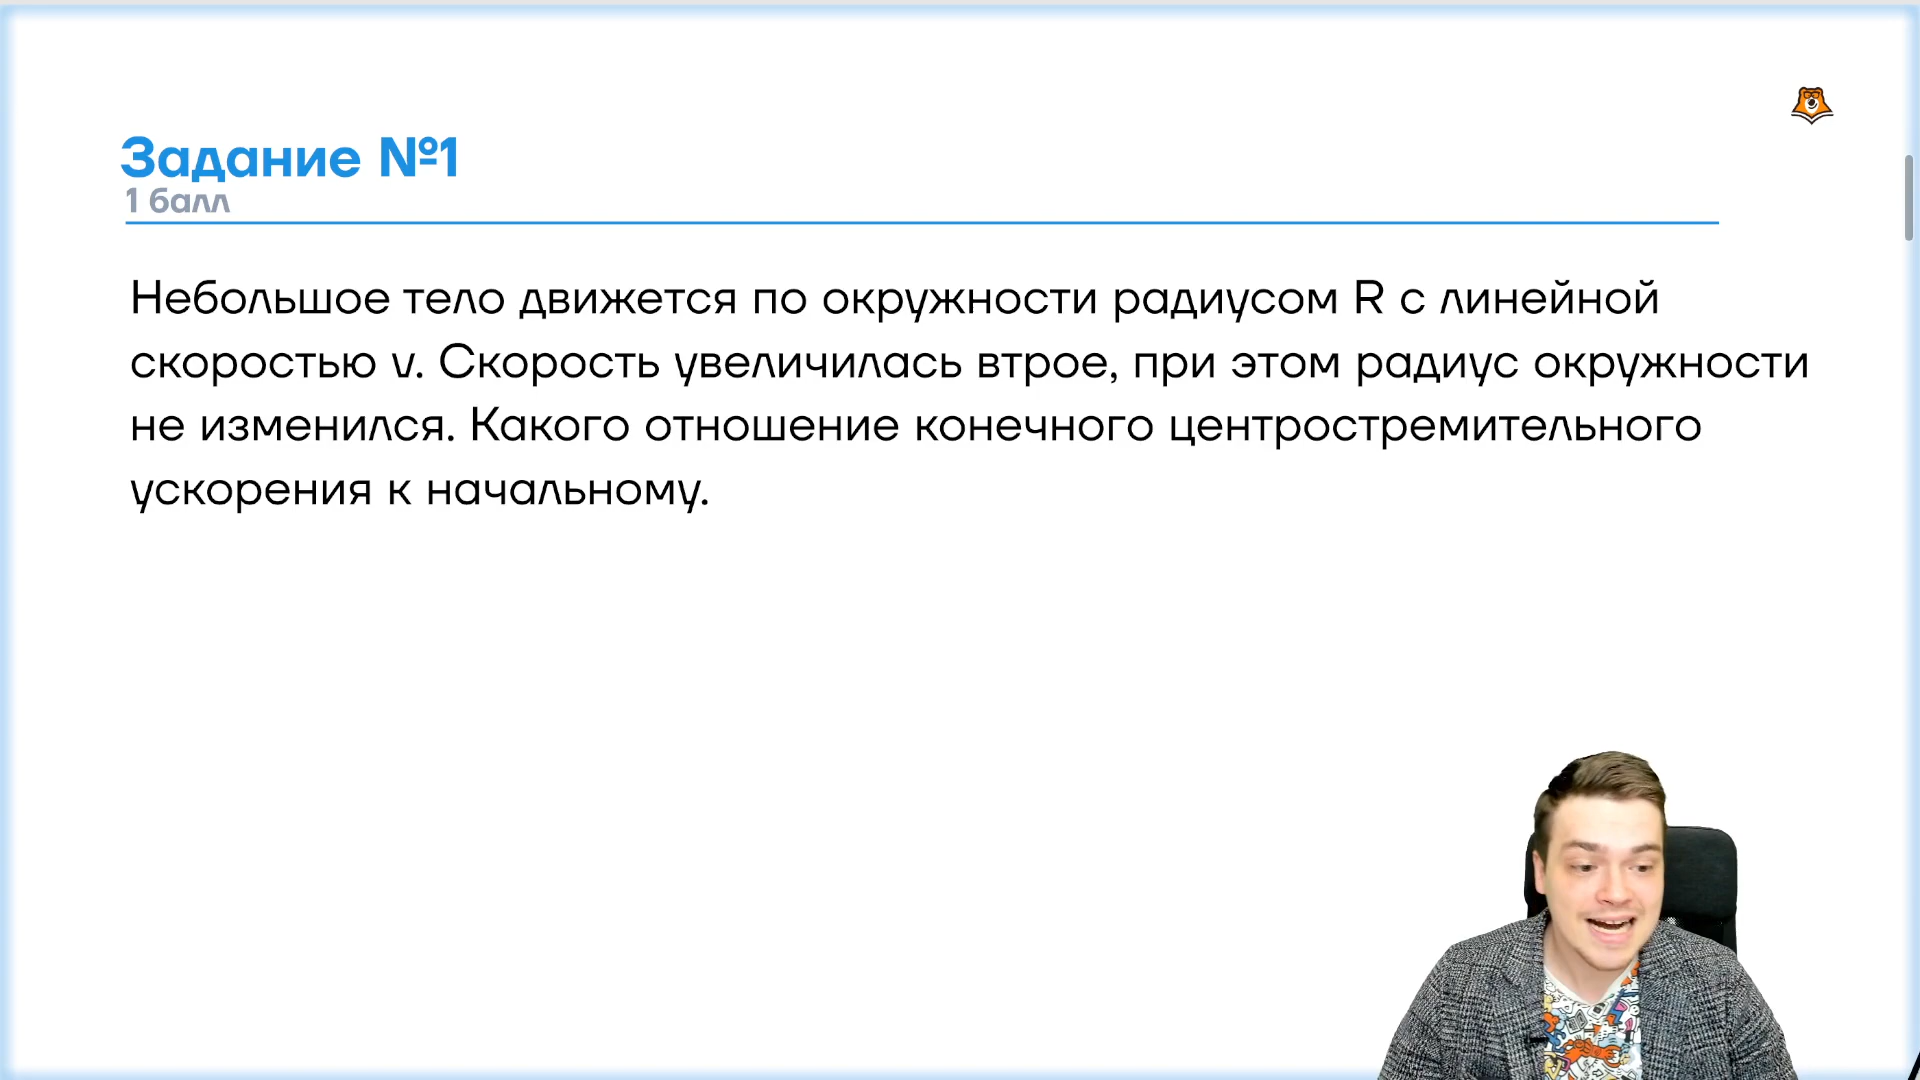 Задание №1
1 балл
Небольшое тело движется по окружности радиусом R с линейной
скоростью v. Скорость увеличилась втрое, при этом радиус окружности
не изменился. Какого отношение конечного центростремительного
ускорения к начальному.